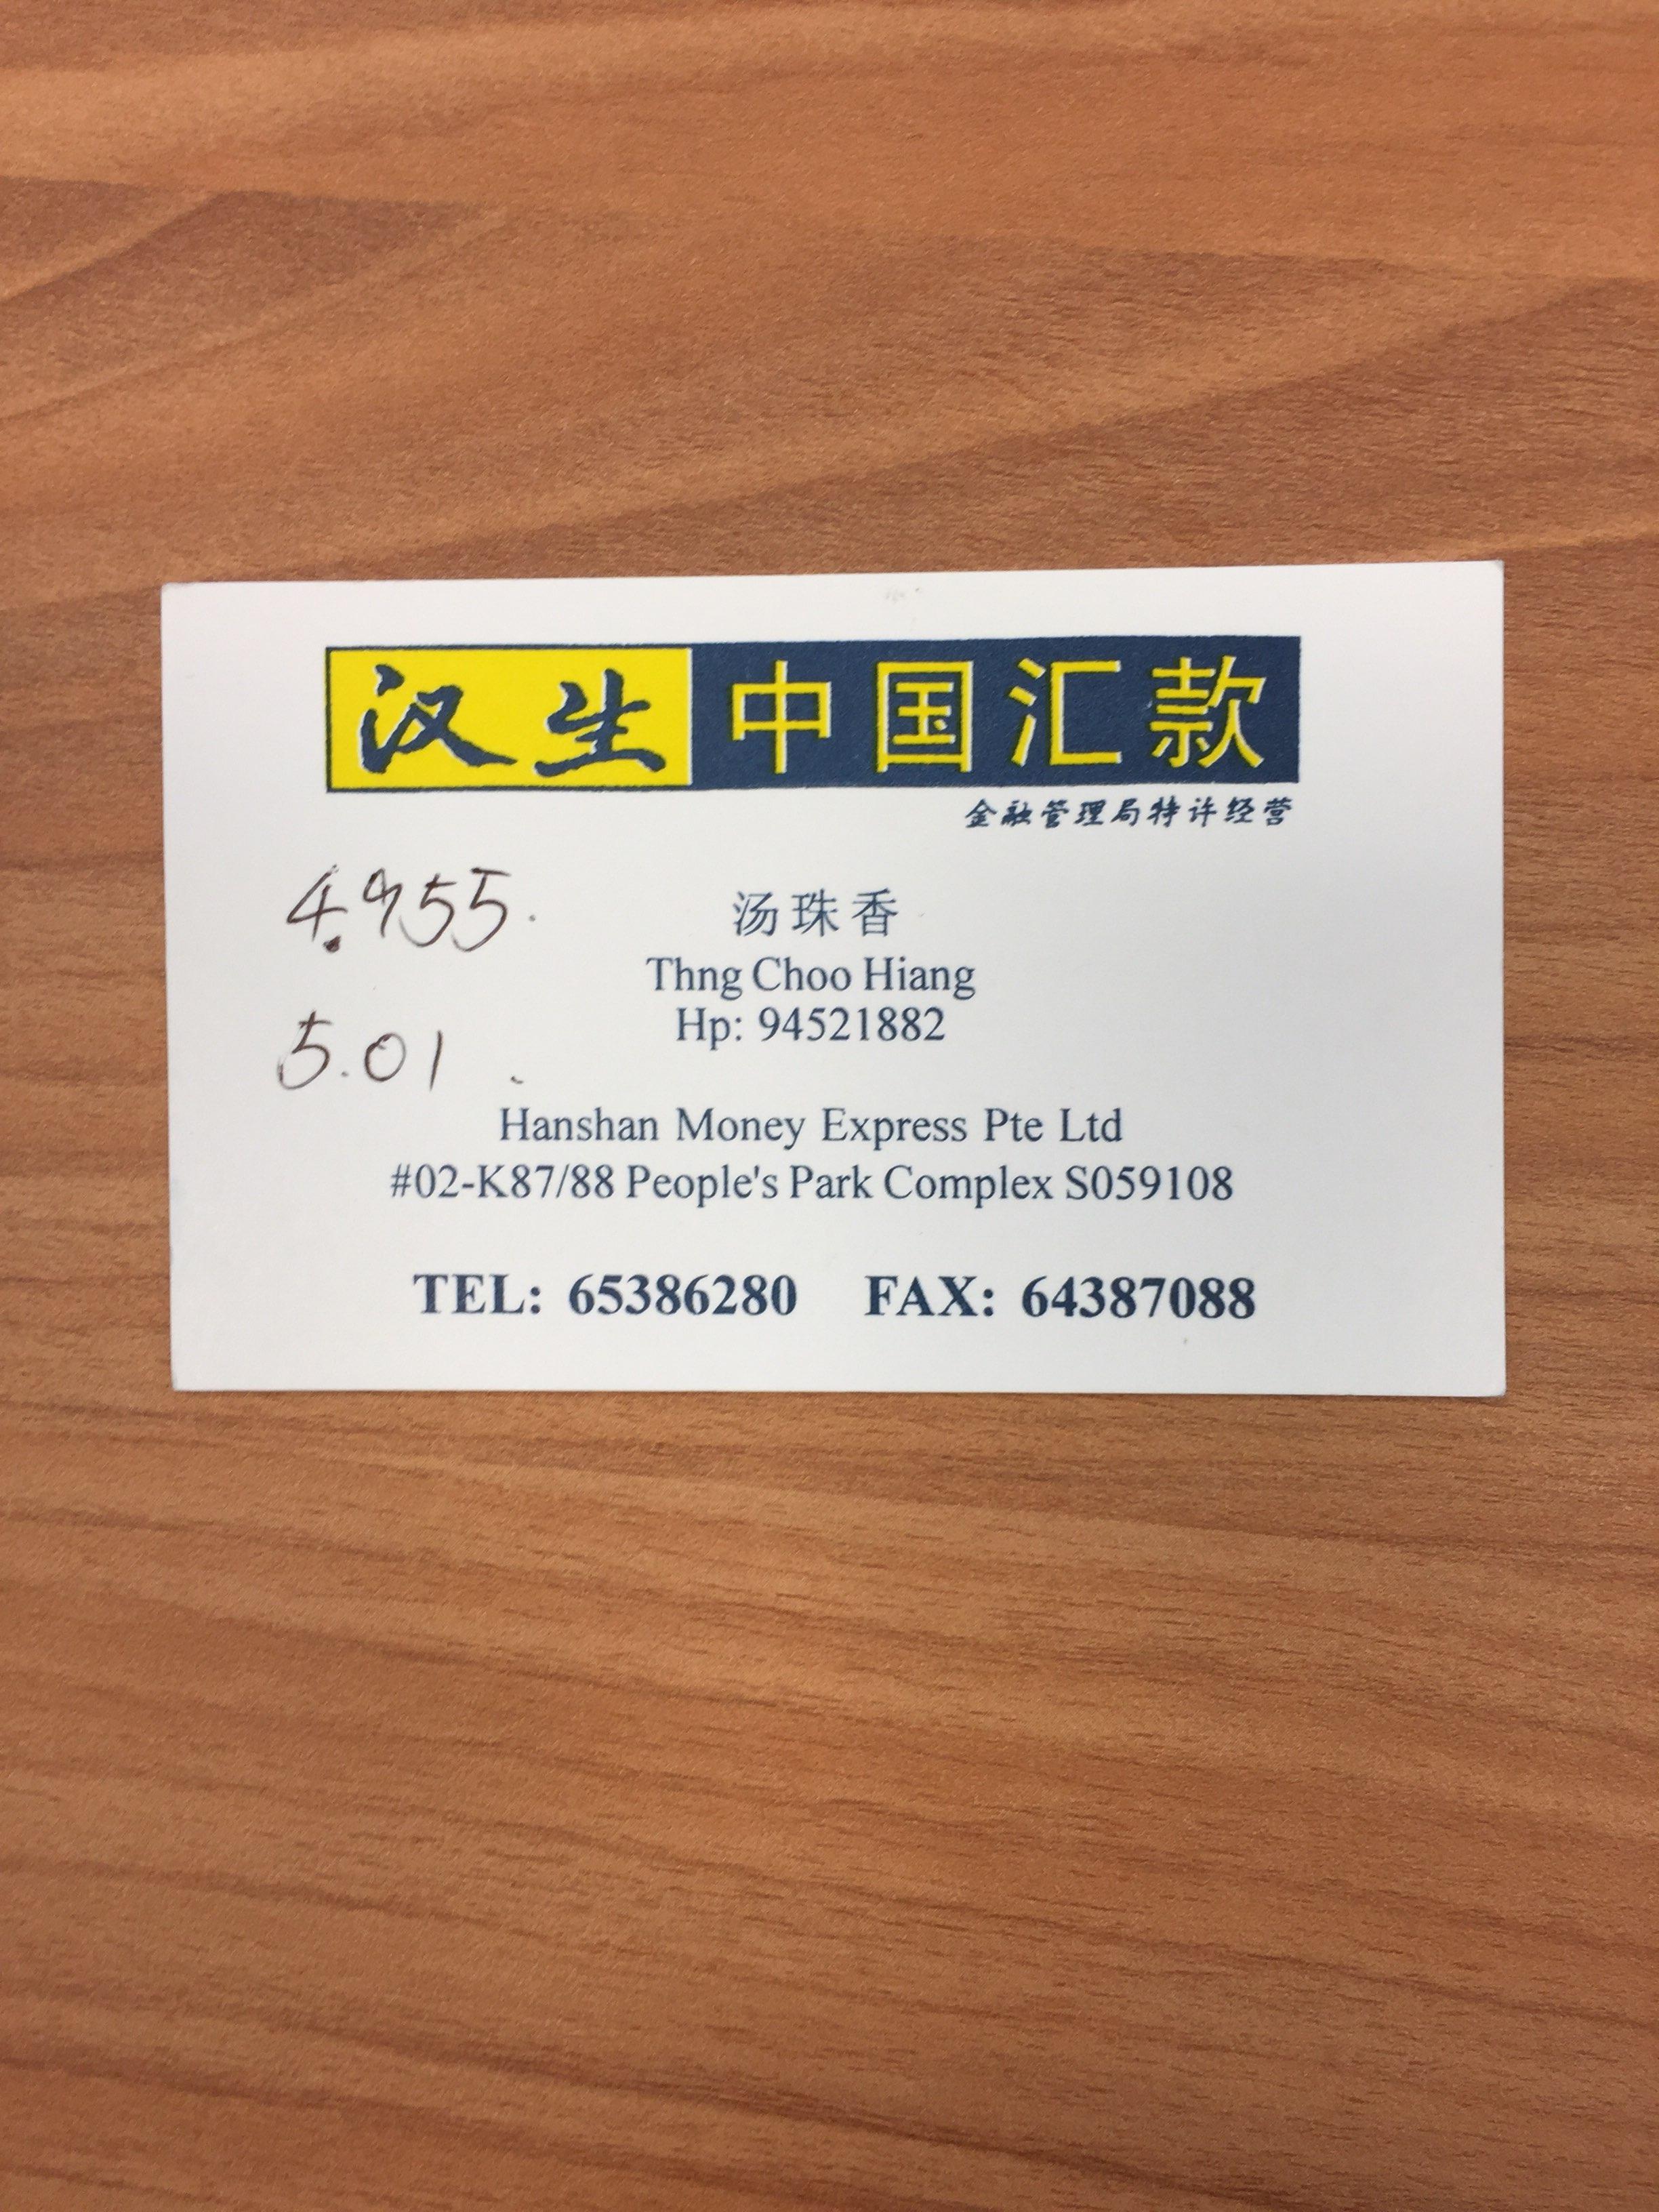 汉生中国汇款
金融管理局特许经营
4.955.
汤珠香
Thng Choo Hiang
Hp: 94521882
5.01
Hanshan Money Express Pte Ltd
#02-K87/88 People's Park Complex S059108
TEL: 65386280 FAX: 64387088